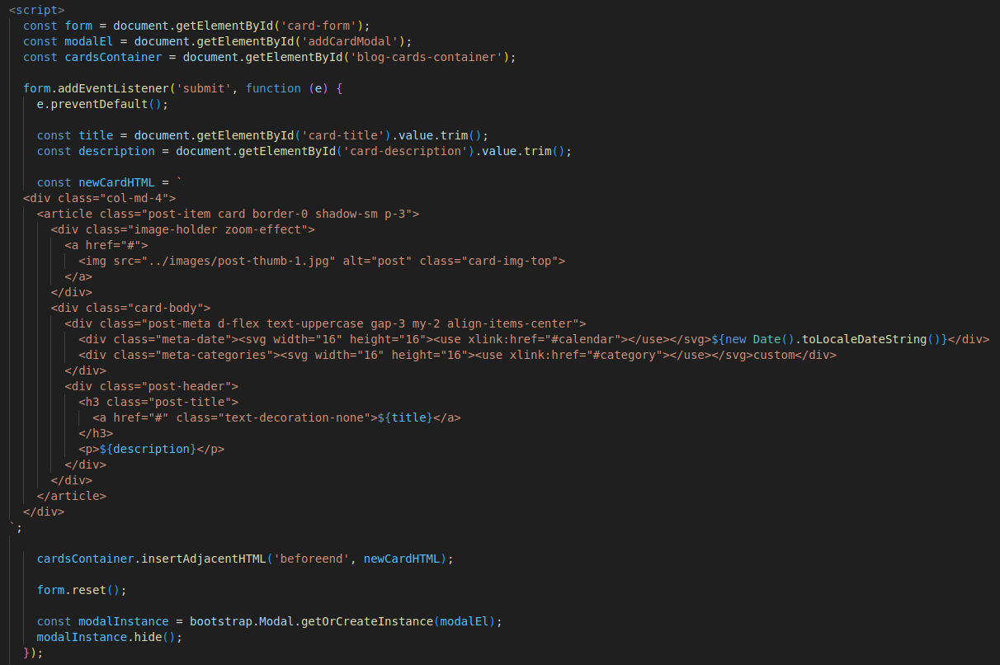 <script>
const form = document.getElementById('card-form');
const modalEl = document.getElementById('addCardModal');
const cardsContainer = document.getElementById('blog-cards-container');
form.addEventListener('submit', function (e) {
e.preventDefault();
const title = document.getElementById('card-title').value.trim();
const description = document.getElementById('card-description').value.trim();
const newCardHTML = `
<div class="col-md-4">
<article class="post-item card border-0 shadow-sm p-3">
<div class="image-holder zoom-effect">
<a href="#">
<img src="../images/post-thumb-1.jpg" alt="post" class="card-img-top">
</a>
</div>
<div class="card-body">
<div class="post-meta d-flex text-uppercase gap-3 my-2 align-items-center">
<div class="meta-date"><svg width="16" height="16"><use xlink:href="#calendar"></use></svg>${new Date().toLocaleDateString()}</div>
<div class="meta-categories"><svg width="16" height="16"><use xlink:href="#category"></use></svg>custom</div>
</div>
<div class="post-header">
<h3 class="post-title">
<a href="#" class="text-decoration-none">${title}</a>
</h3>
<p>${description}</p>
</div>
</div>
</article>
</div>
`;
cardsContainer.insertAdjacentHTML('beforeend', newCardHTML);
form.reset();
const modalInstance = bootstrap.Modal.getOrCreateInstance(modalEl);
modalInstance.hide();
});